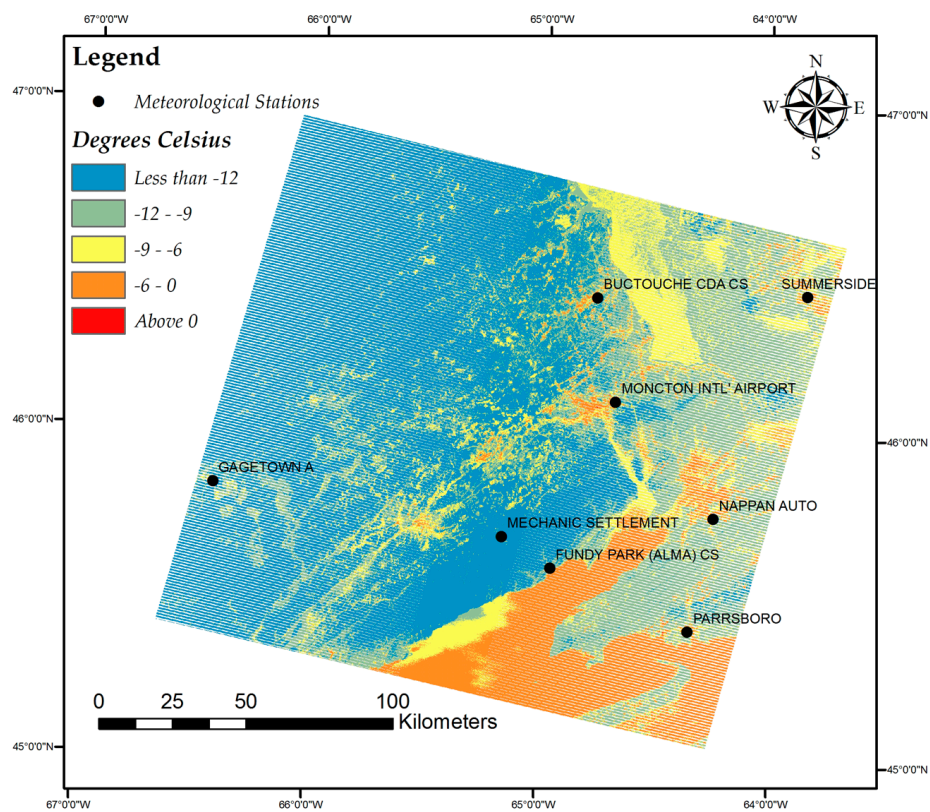 67°0'0"W 66°0'0"W 65°0'0"W 64°0'0"W
Legend
Meteorological Stations
Degrees Celsius
Less than -12
-12 - -9
-9 - -6
-6 - 0
Above 0
N
W E
S
47°0'0"N 47°0'0"N
BUCTOUCHE CDA CS SUMMERSIDE
MONCTON INTL' AIRPORT
46°0'0"N 46°0'0"N
GAGETOWN A
NAPPAN AUTO
MECHANIC SETTLEMENT
FUNDY PARK (ALMA) CS
PARRSBORO
0 25 50 100
Kilometers
45°0'0"N 45°0'0"N
67°0'0"W 66°0'0"W 65°0'0"W 64°0'0"W